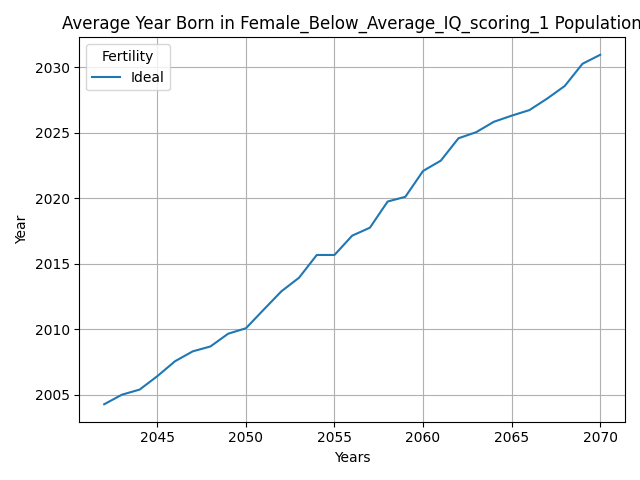 Average Year Born in Female_Below_Average_IQ_scoring_1 Population
Fertility
Ideal
2030
2025
2020
2015
2010
2005
Year
2045 2050 2055 2060 2065 2070
Years